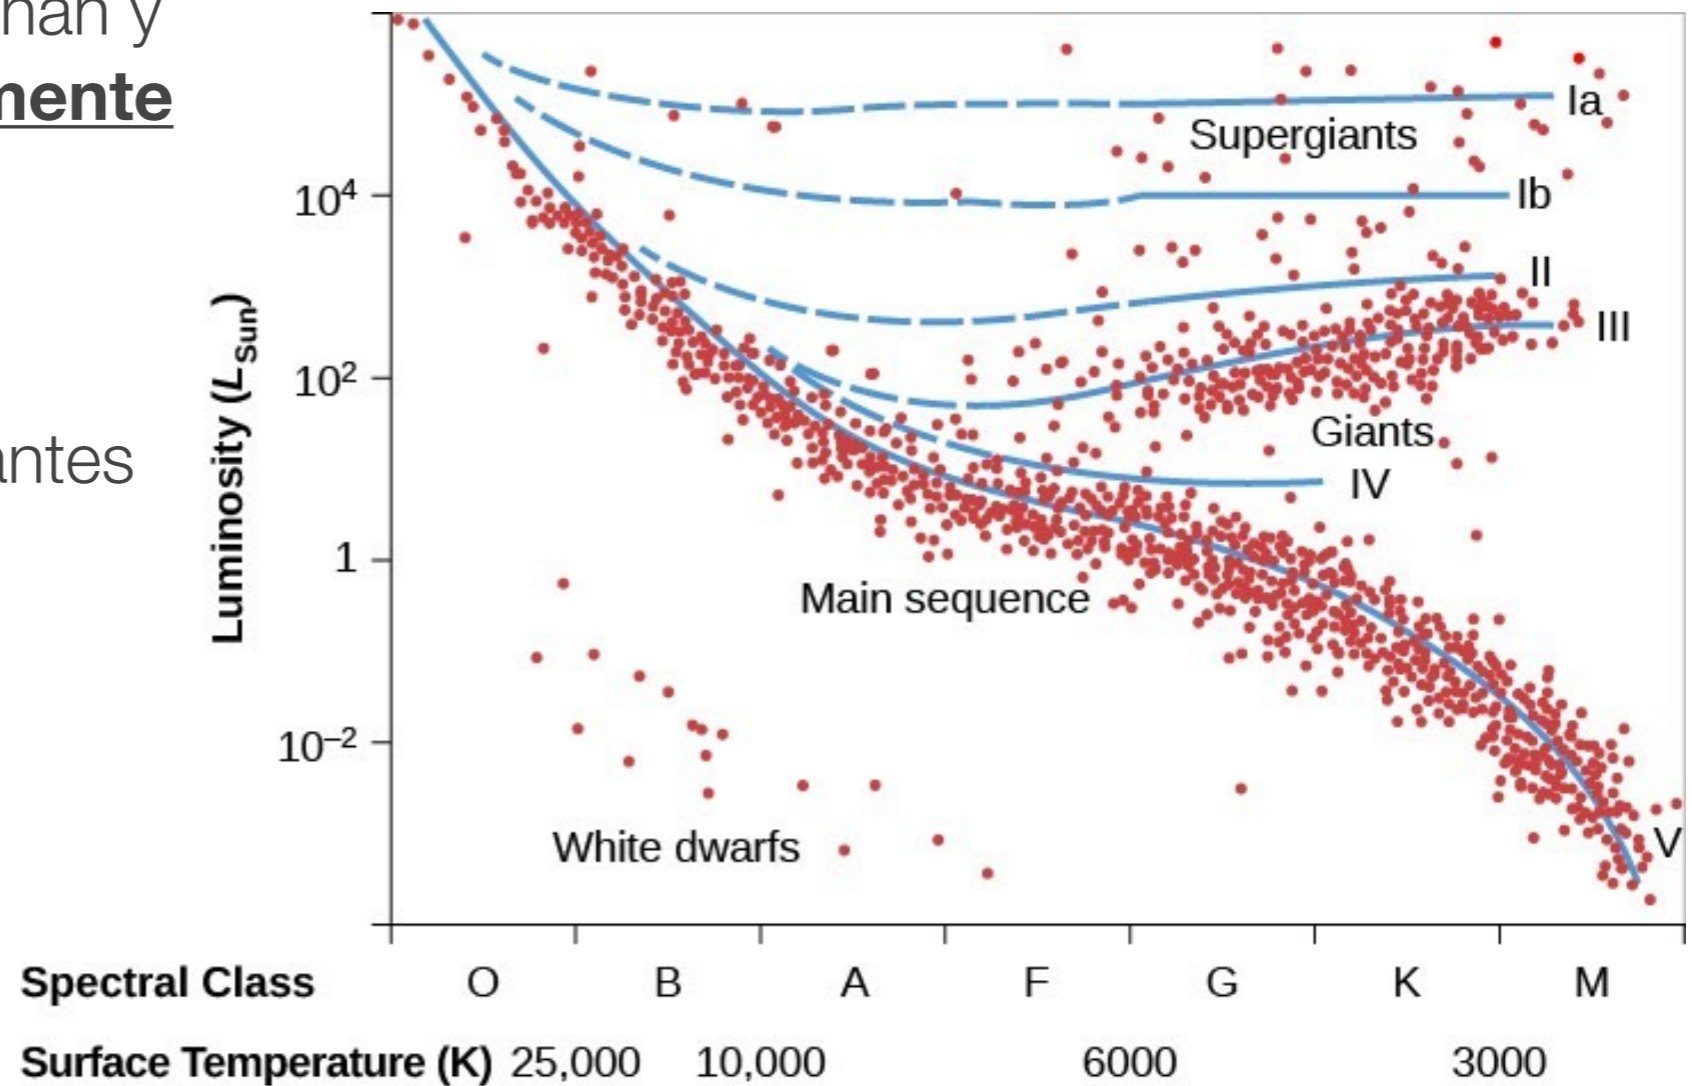 y
mente
antes
Ia
Supergiants
10⁴
Ib
II
III
Luminosity (L_Sun)
10²
Giants
IV
1
Main sequence
10⁻²
White dwarfs
V
Spectral Class O B A F G K M
Surface Temperature (K) 25,000 10,000 6000 3000